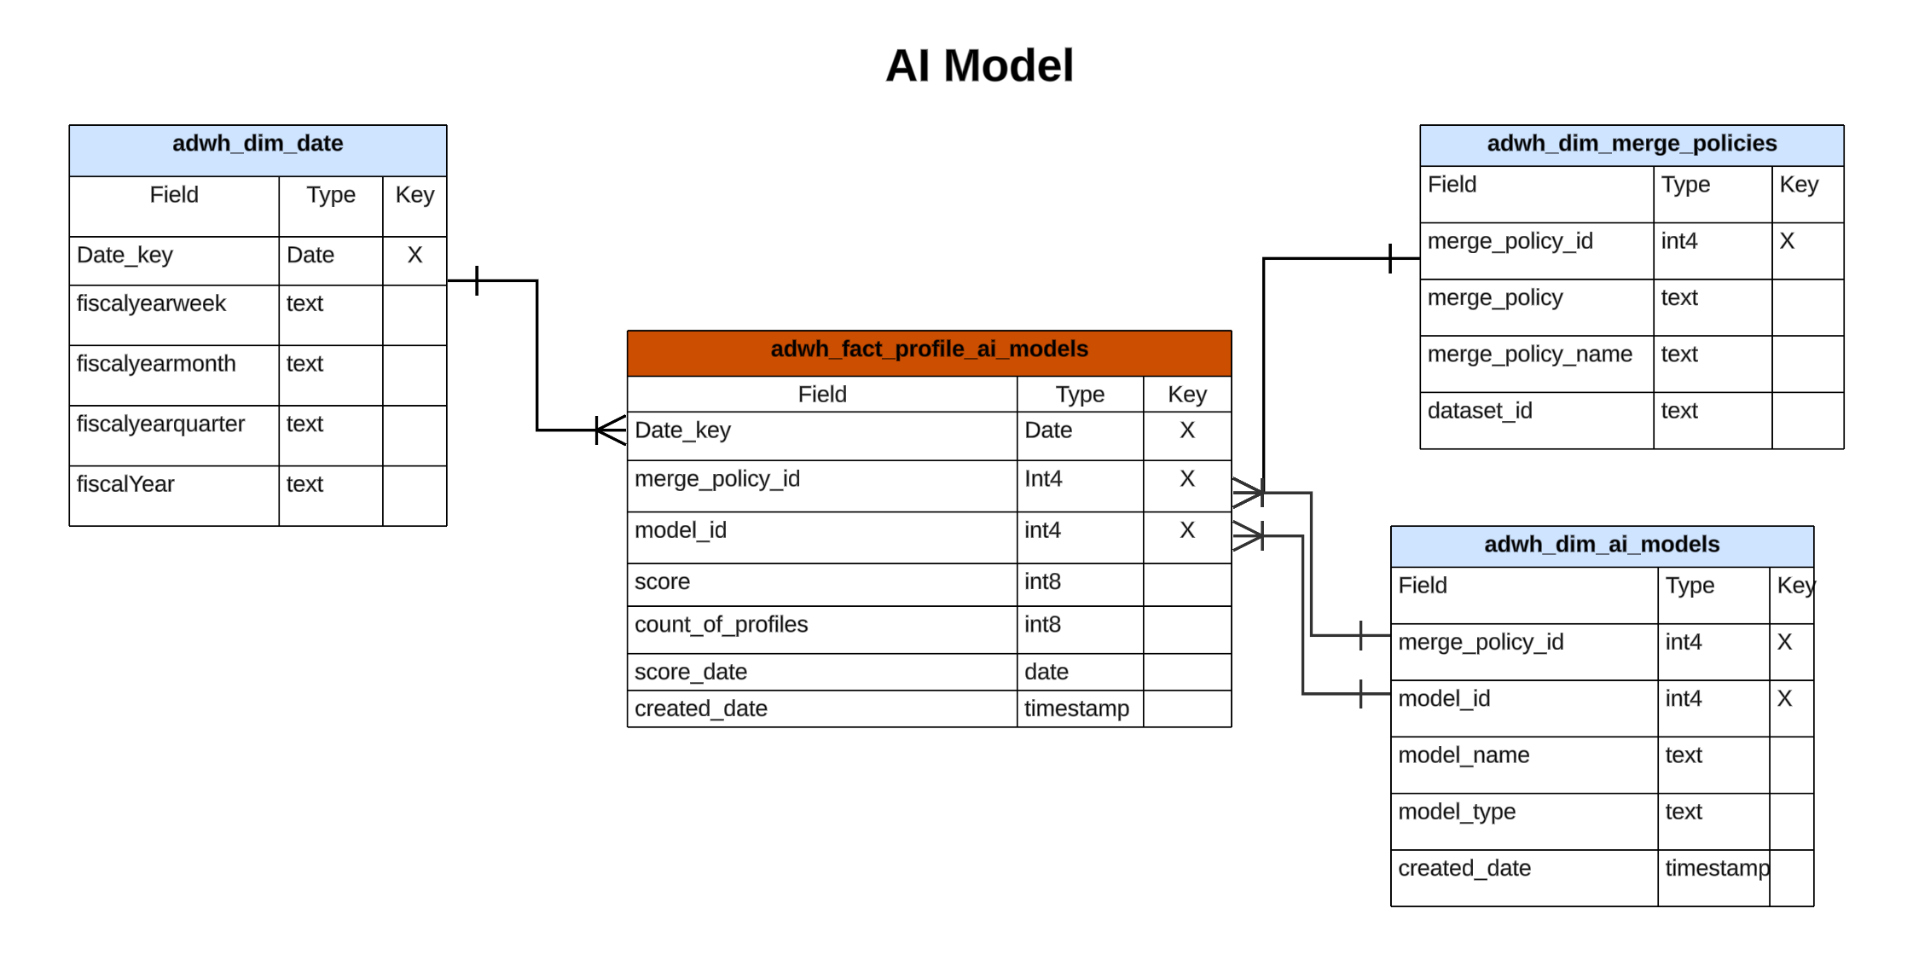 AI Model
adwh_dim_date
Field Type Key
Date_key Date X
fiscalyearweek text
fiscalyearmonth text
fiscalyearquarter text
fiscalYear text
adwh_fact_profile_ai_models
Field Type Key
Date_key Date X
merge_policy_id Int4 X
model_id int4 X
score int8
count_of_profiles int8
score_date date
created_date timestamp
adwh_dim_merge_policies
Field Type Key
merge_policy_id int4 X
merge_policy text
merge_policy_name text
dataset_id text
adwh_dim_ai_models
Field Type Key
merge_policy_id int4 X
model_id int4 X
model_name text
model_type text
created_date timestamp